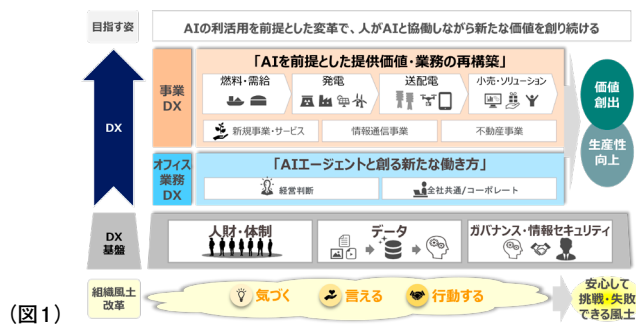 目指す姿
AIの利活用を前提とした変革で、人がAIと協働しながら新たな価値を創り続ける
DX
事業
DX
「AIを前提とした提供価値・業務の再構築」
燃料・需給
発電
送配電
小売・ソリューション
新規事業・サービス
情報通信事業
不動産事業
価値
創出
生産性
向上
オフィス
業務
DX
「AIエージェントと創る新たな働き方」
経営判断
全社共通/コーポレート
DX
基盤
人財・体制
データ
ガバナンス・情報セキュリティ
組織風土
改革
気づく
言える
行動する
安心して
挑戦・失敗
できる風土
(図1)